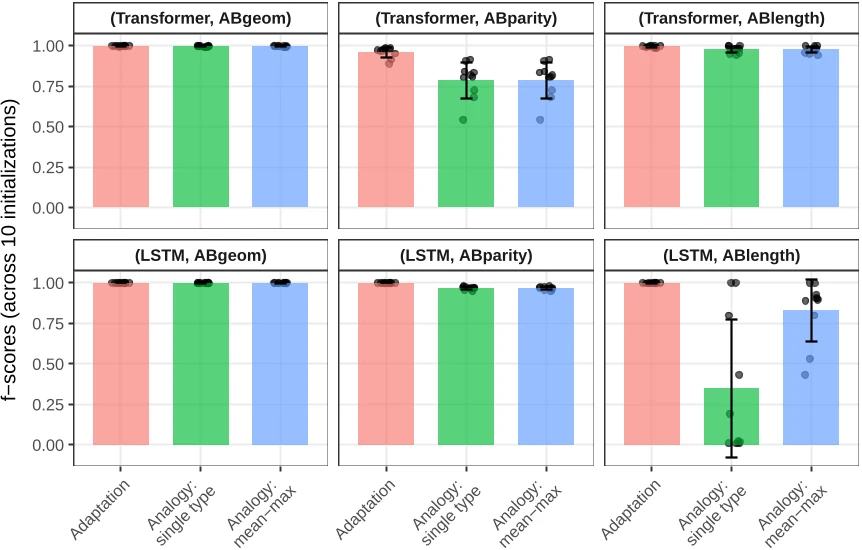 (Transformer, ABgeom) (Transformer, ABparity) (Transformer, ABlength)
1.00
0.75
0.50
0.25
0.00
(LSTM, ABgeom) (LSTM, ABparity) (LSTM, ABlength)
1.00
0.75
0.50
0.25
0.00
f−scores (across 10 initializations)
Adaptation
Analogy:
single type
Analogy:
mean−max
Adaptation
Analogy:
single type
Analogy:
mean−max
Adaptation
Analogy:
single type
Analogy:
mean−max